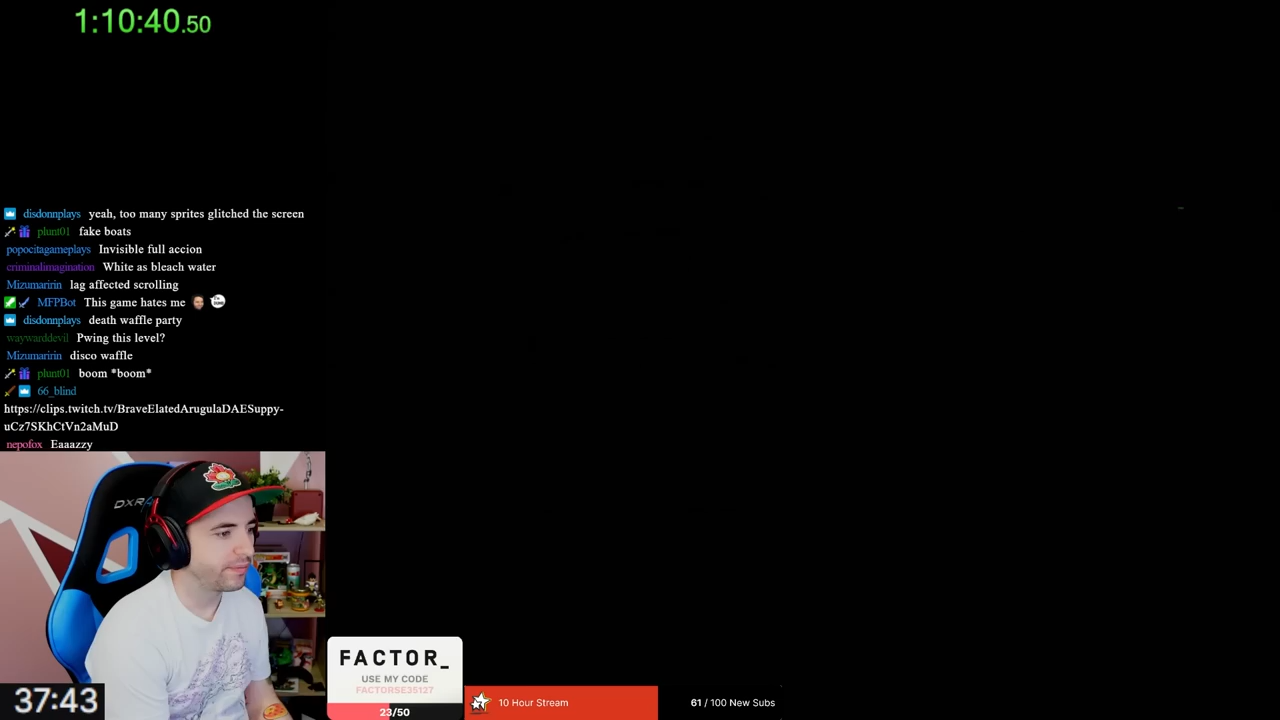 1:10:40.50
disdonnplays yeah, too many sprites glitched the screen
plunt01 fake boats
popocitagameplays Invisible full accion
criminalimagination White as bleach water
Mizumaririn lag affected scrolling
MFPBot This game hates me
disdonnplays death waffle party
waywarddevil Pwing this level?
Mizumaririn disco waffle
plunt01 boom *boom*
66_blind
https://clips.twitch.tv/BraveElatedArugulaDAESuppy-
uCz7SKhCtVn2aMuD
nepofox Eaaazzy
DXRA
37:43
FACTOR_
USE MY CODE
FACTORSE35127
23/50
10 Hour Stream
61 / 100 New Subs